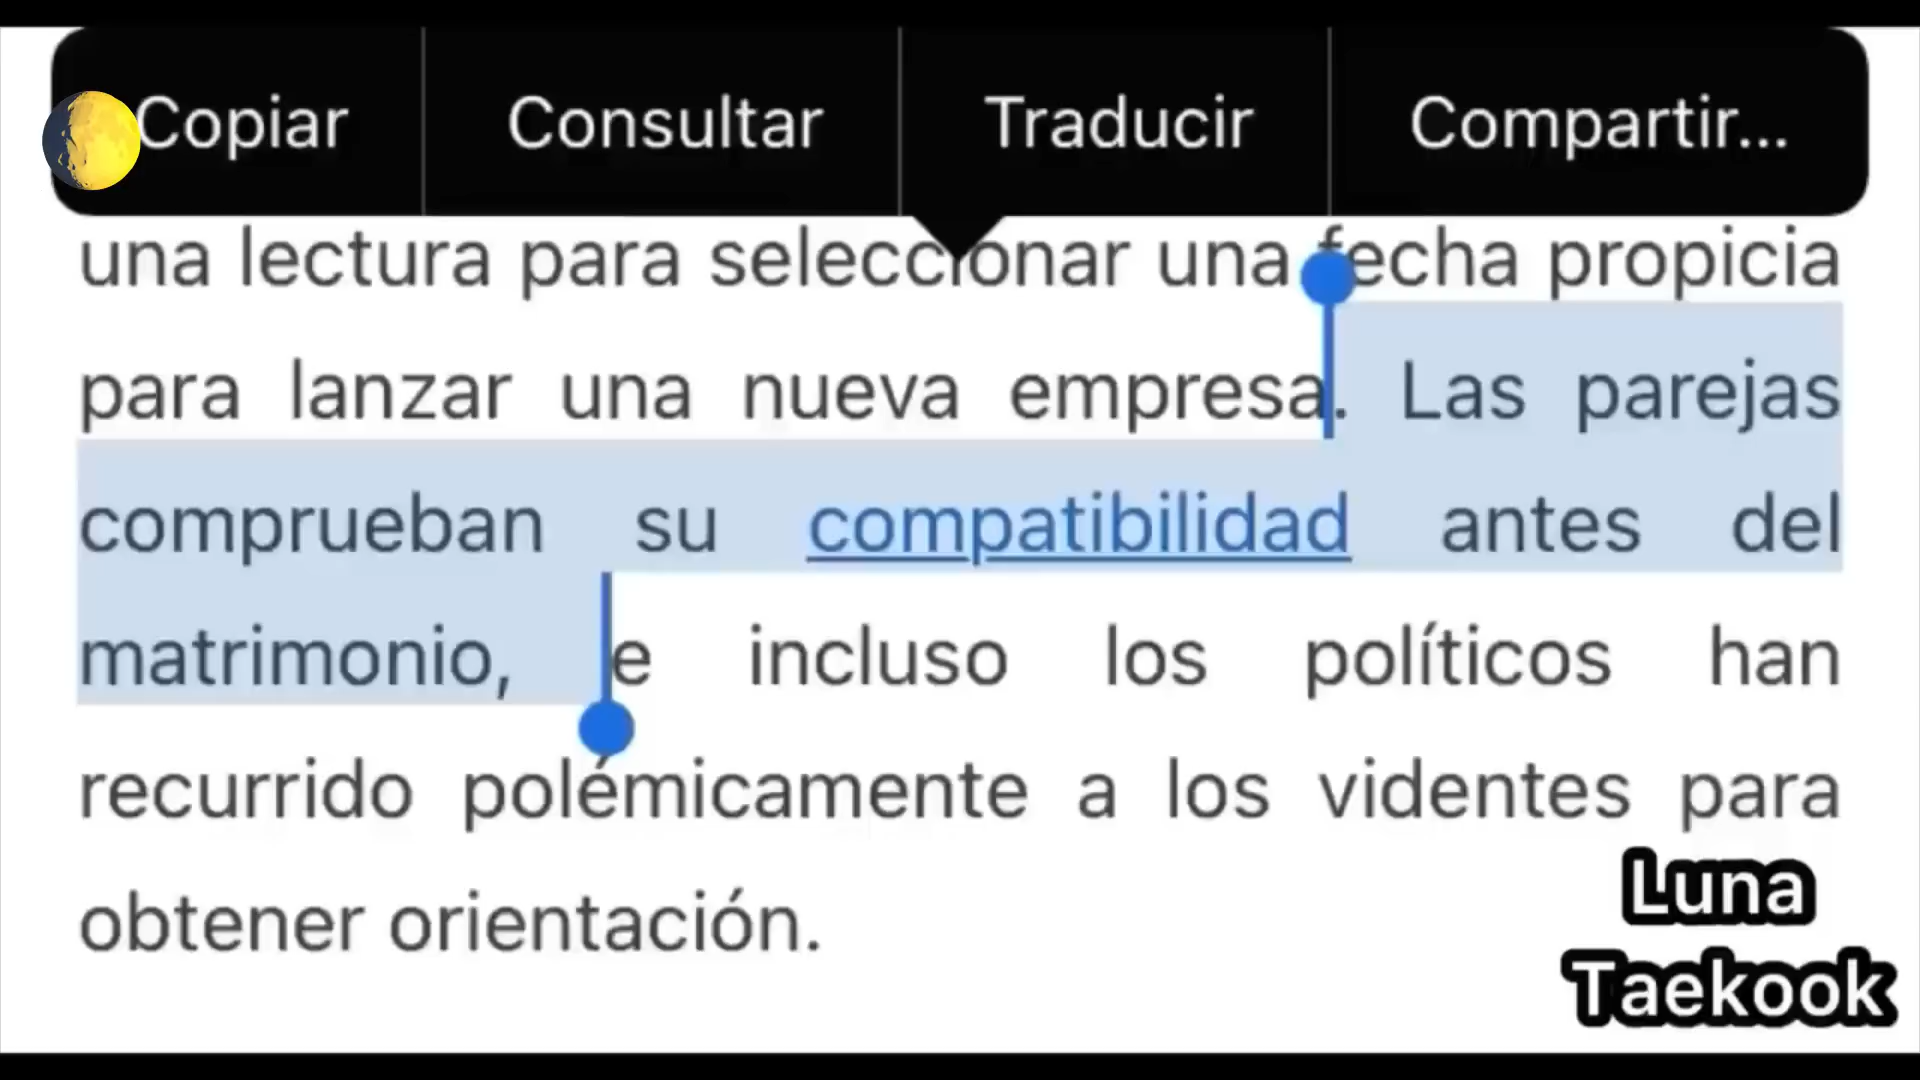 Copiar Consultar Traducir Compartir...
una lectura para seleccionar una fecha propicia
para lanzar una nueva empresa. Las parejas
comprueban su compatibilidad antes del
matrimonio, e incluso los políticos han
recurrido polémicamente a los videntes para
obtener orientación.
Luna
Taekook